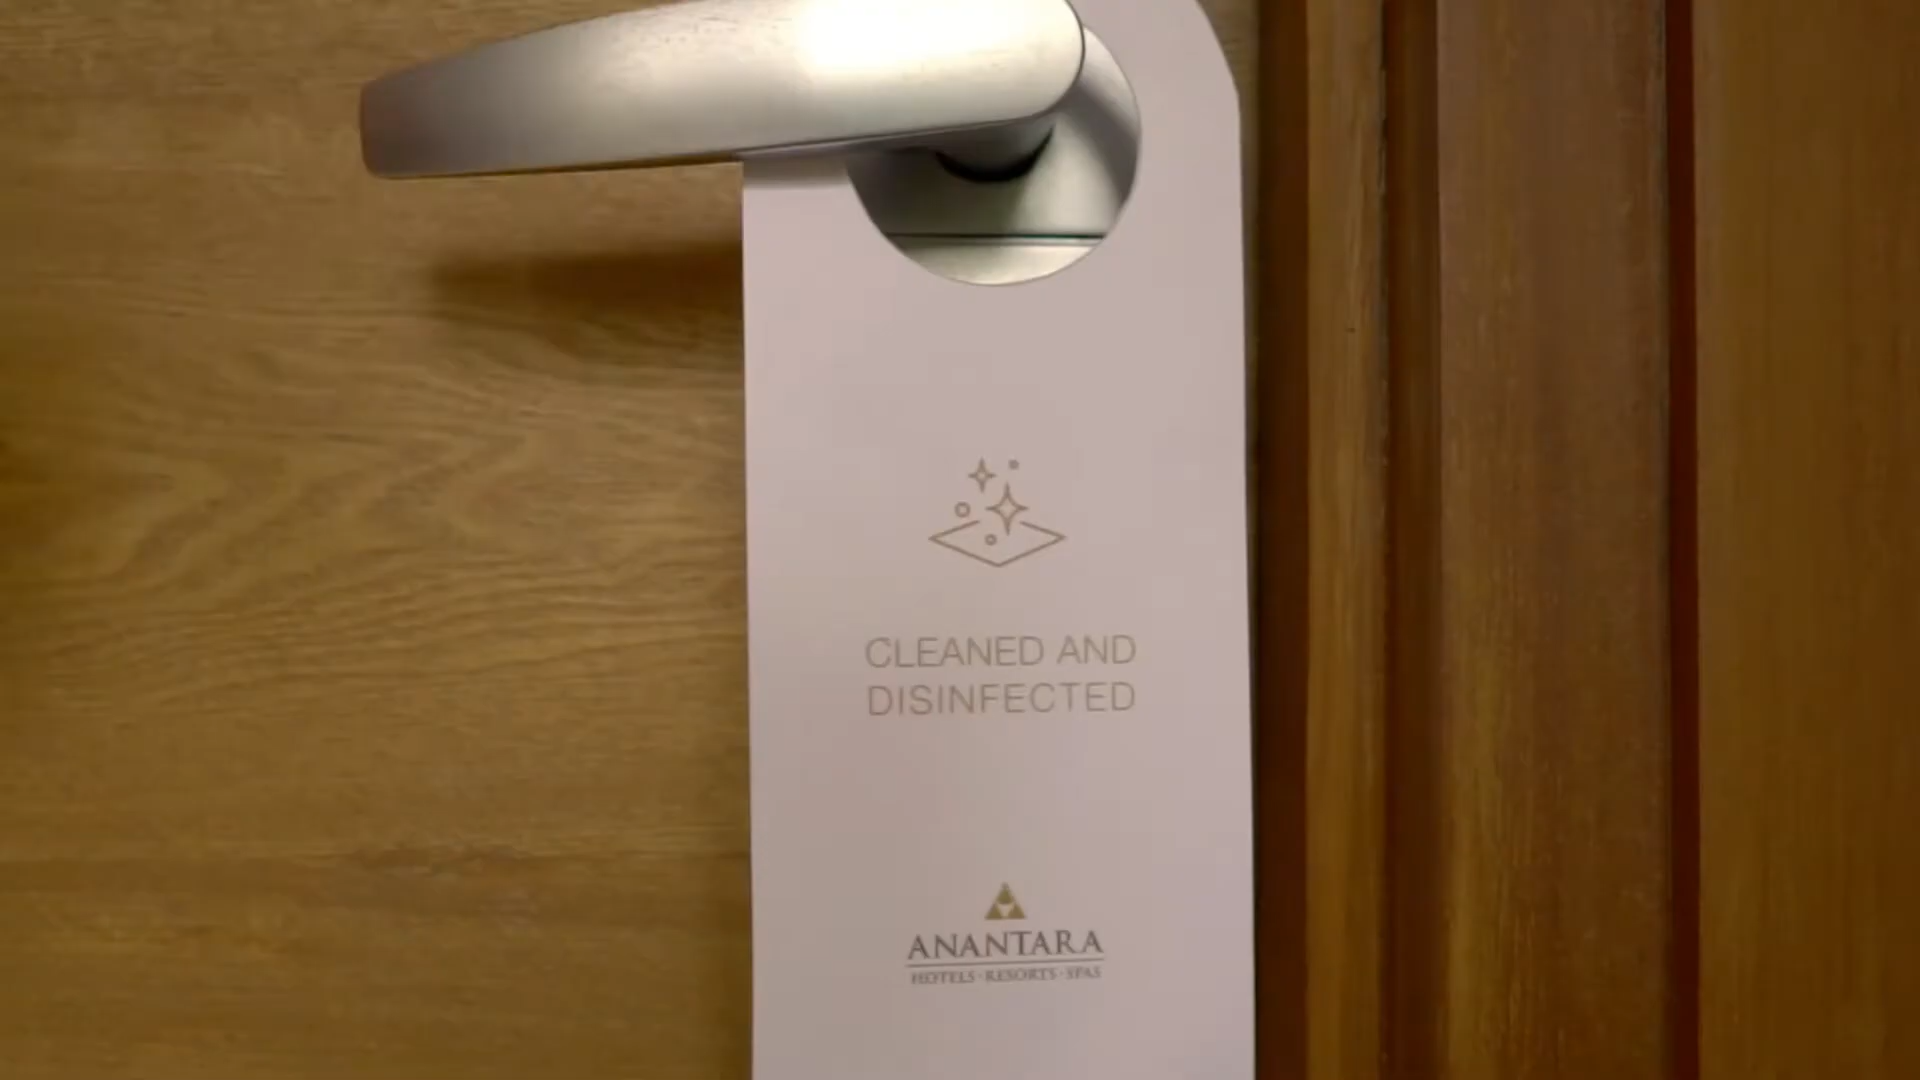 CLEANED AND
DISINFECTED
ANANTARA
HOTELS · RESORTS · SPAS